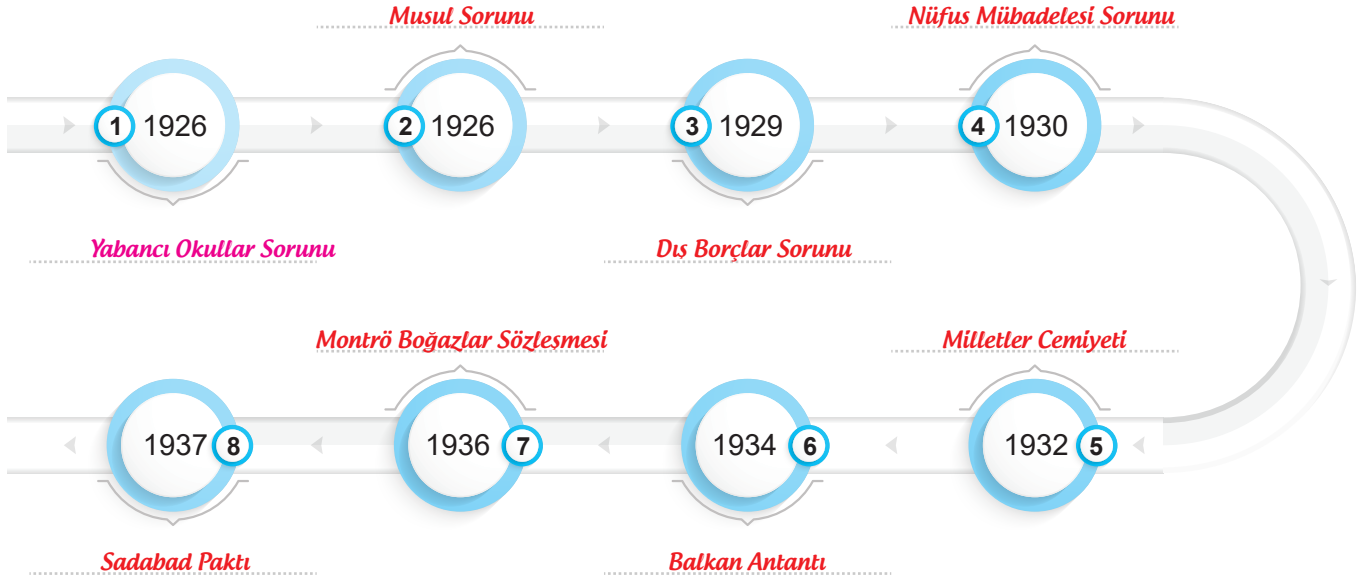 Musul Sorunu
Nüfus Mübadelesi Sorunu
1 1926
2 1926
3 1929
4 1930
Yabancı Okullar Sorunu
Dış Borçlar Sorunu
Montrö Boğazlar Sözleşmesi
Milletler Cemiyeti
1937 8
1936 7
1934 6
1932 5
Sadabad Paktı
Balkan Antantı